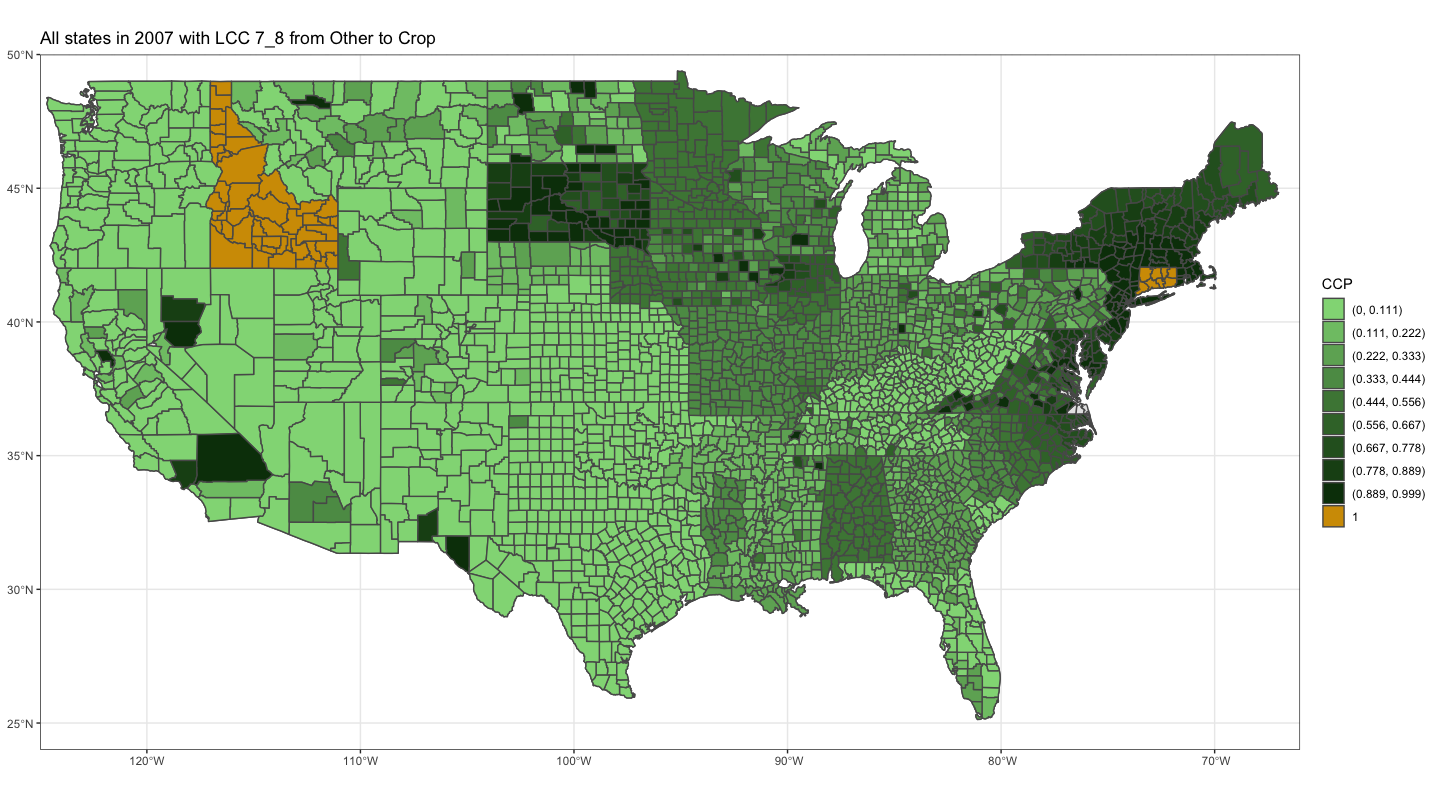 All states in 2007 with LCC 7_8 from Other to Crop
50°N
45°N
40°N
35°N
30°N
25°N
120°W
110°W
100°W
90°W
80°W
70°W
CCP
(0, 0.111)
(0.111, 0.222)
(0.222, 0.333)
(0.333, 0.444)
(0.444, 0.556)
(0.556, 0.667)
(0.667, 0.778)
(0.778, 0.889)
(0.889, 0.999)
1